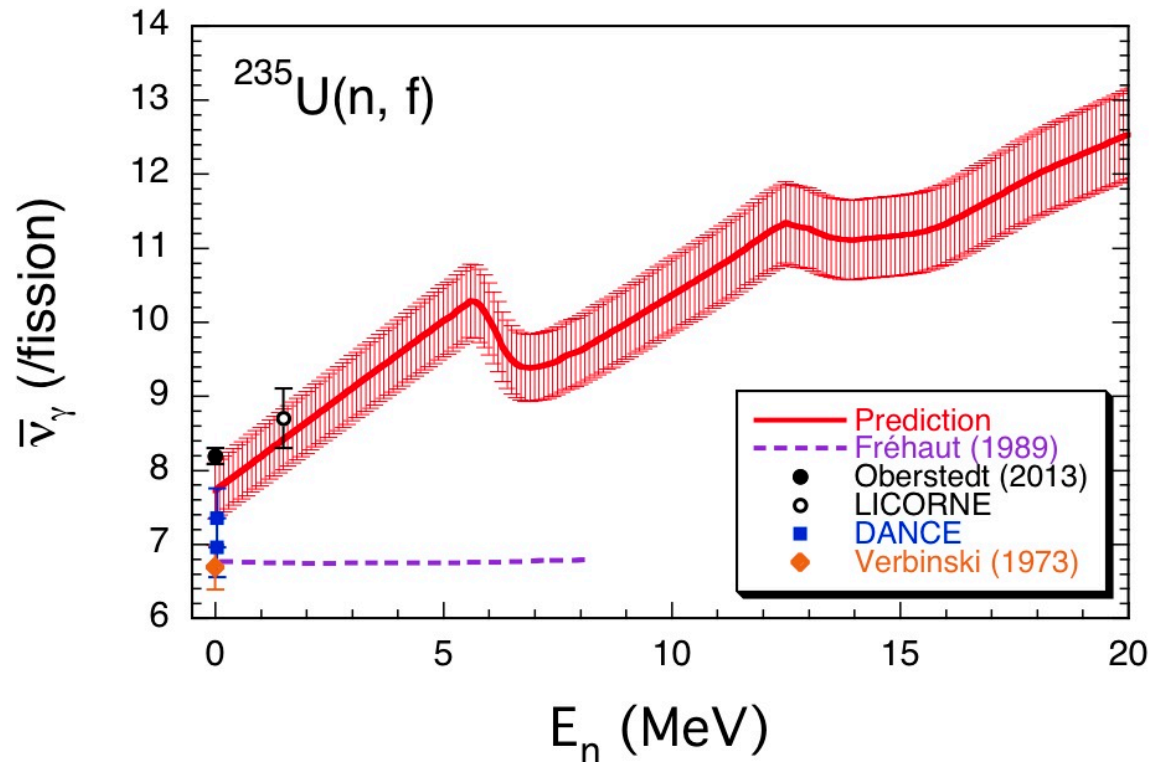 14
13
12
11
10
9
8
7
6
ν̄γ (/fission)
²³⁵U(n, f)
Prediction
Fréhaut (1989)
Oberstedt (2013)
LICORNE
DANCE
Verbinski (1973)
0 5 10 15 20
Eₙ (MeV)